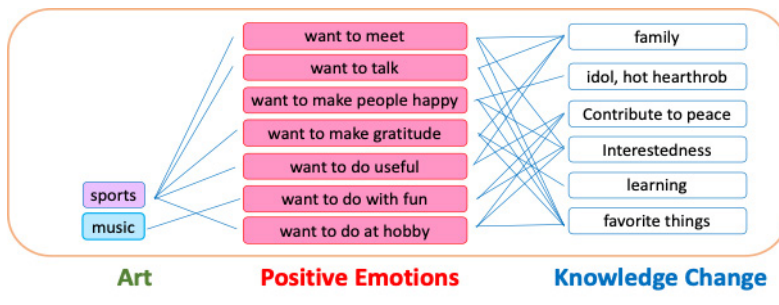 want to meet
want to talk
want to make people happy
want to make gratitude
want to do useful
want to do with fun
want to do at hobby
sports
music
family
idol, hot hearthrob
Contribute to peace
Interestedness
learning
favorite things
Art
Positive Emotions
Knowledge Change